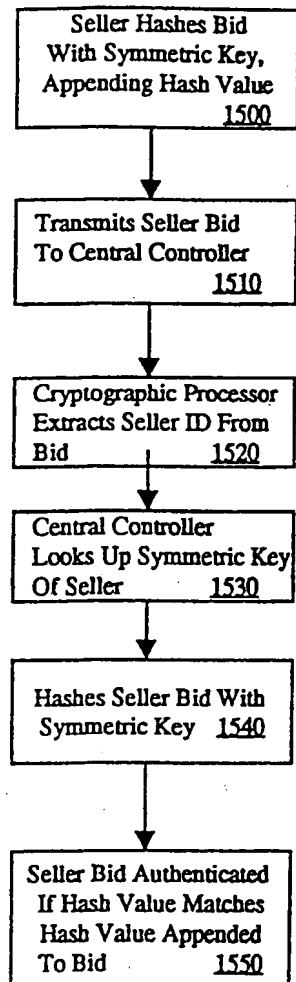 Seller Hashes Bid
With Symmetric Key,
Appending Hash Value
1500
Transmits Seller Bid
To Central Controller
1510
Cryptographic Processor
Extracts Seller ID From
Bid 1520
Central Controller
Looks Up Symmetric Key
Of Seller 1530
Hashes Seller Bid With
Symmetric Key 1540
Seller Bid Authenticated
If Hash Value Matches
Hash Value Appended
To Bid 1550